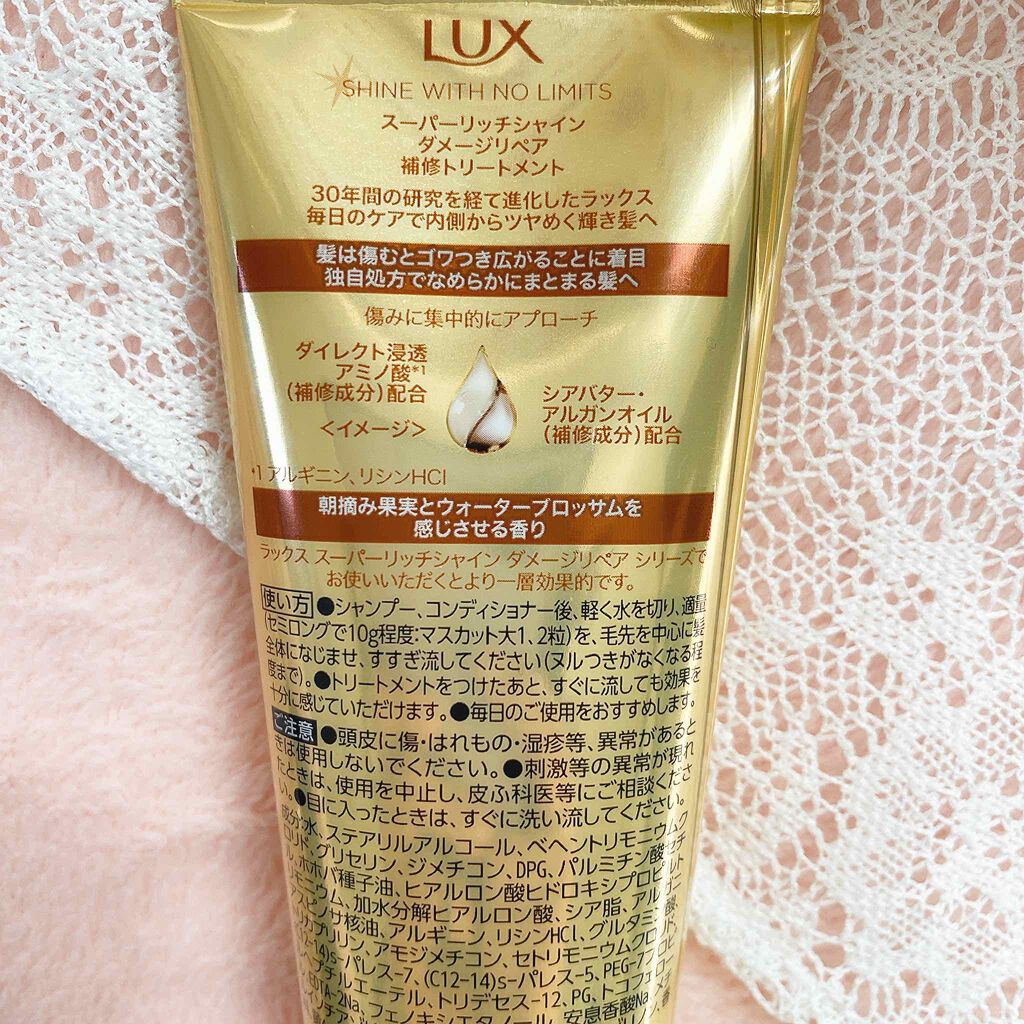 LUX
SHINE WITH NO LIMITS
スーパーリッチシャイン
ダメージリペア
補修トリートメント
30年間の研究を経て進化したラックス
毎日のケアで内側からツヤめく輝き髪へ
髪は傷むとゴワつき広がることに着目
独自処方でなめらかにまとまる髪へ
傷みに集中的にアプローチ
ダイレクト浸透
アミノ酸*1
(補修成分)配合
<イメージ>
シアバター・
アルガンオイル
(補修成分)配合
*1 アルギニン、リシンHCl
朝摘み果実とウォーターブロッサムを
感じさせる香り
ラックス スーパーリッチシャイン ダメージリペア シリーズで
お使いいただくとより一層効果的です。
使い方 ●シャンプー、コンディショナー後、軽く水を切り、適量
(セミロングで10g程度:マスカット大1、2粒)を、毛先を中心に髪
全体になじませ、すすぎ流してください(ヌルつきがなくなる程
度まで)。●トリートメントをつけたあと、すぐに流しても効果を
十分に感じていただけます。●毎日のご使用をおすすめします。
ご注意 ●頭皮に傷・はれもの・湿疹等、異常があると
きは使用しないでください。●刺激等の異常が現れ
たときは、使用を中止し、皮ふ科医等にご相談くださ
い。●目に入ったときは、すぐに洗い流してください。
成分:水、ステアリルアルコール、ベヘントリモニウムク
ロリド、グリセリン、ジメチコン、DPG、パルミチン酸セチ
ル、ホホバ種子油、ヒアルロン酸ヒドロキシプロピルト
リモニウム、加水分解ヒアルロン酸、シア脂、アルガニ
アスピノサ核油、アルギニン、リシンHCl、グルタミン酸、
カプリリン、アモジメチコン、セトリモニウムクロリド、
12-14)s-パレス-7、(C12-14)s-パレス-5、PEG-7プロピ
ルエーテル、トリデセス-12、PG、トコフェロー
EDTA-2Na、フェノキシエタノール、安息香酸Na、メチ